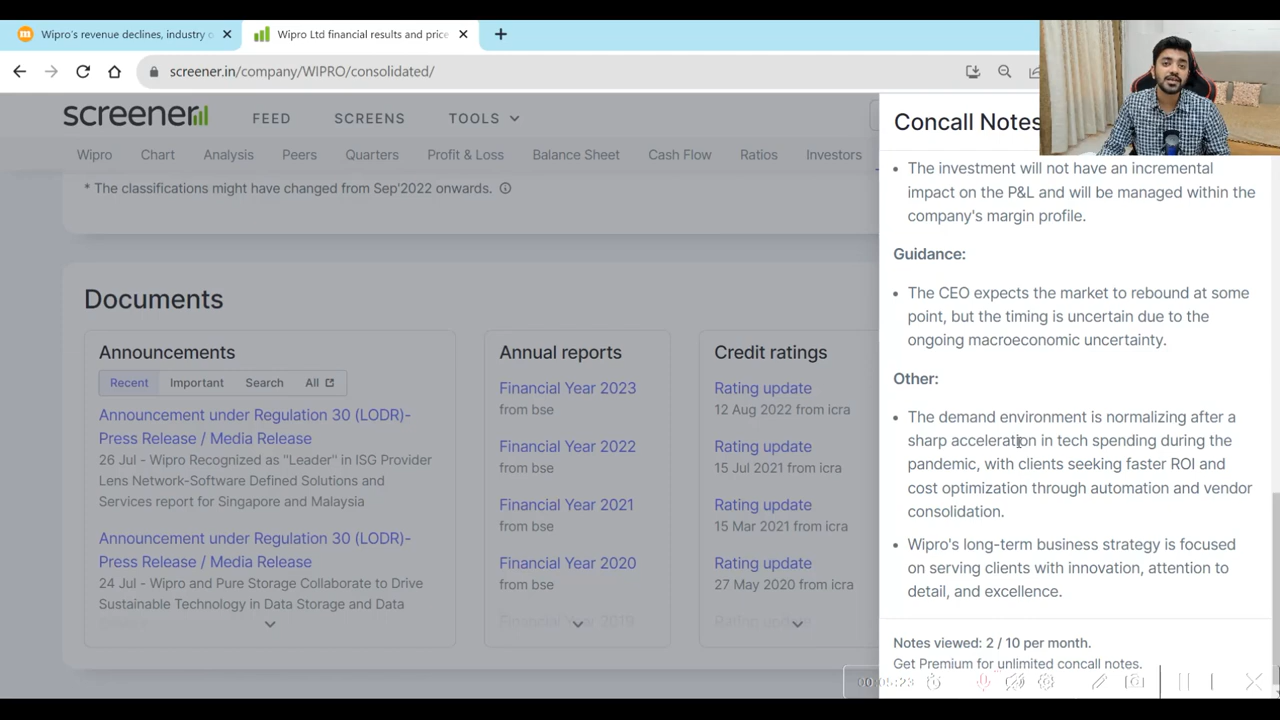 Wipro's revenue declines, industry o
Wipro Ltd financial results and price
screener.in/company/WIPRO/consolidated/
screener
FEED
SCREENS
TOOLS
Wipro
Chart
Analysis
Peers
Quarters
Profit & Loss
Balance Sheet
Cash Flow
Ratios
Investors
* The classifications might have changed from Sep'2022 onwards.
Documents
Announcements
Recent
Important
Search
All
Announcement under Regulation 30 (LODR)-
Press Release / Media Release
26 Jul - Wipro Recognized as "Leader" in ISG Provider
Lens Network-Software Defined Solutions and
Services report for Singapore and Malaysia
Announcement under Regulation 30 (LODR)-
Press Release / Media Release
24 Jul - Wipro and Pure Storage Collaborate to Drive
Sustainable Technology in Data Storage and Data
Annual reports
Financial Year 2023
from bse
Financial Year 2022
from bse
Financial Year 2021
from bse
Financial Year 2020
from bse
Financial Year 2019
Credit ratings
Rating update
12 Aug 2022 from icra
Rating update
15 Jul 2021 from icra
Rating update
15 Mar 2021 from icra
Rating update
27 May 2020 from icra
Rating update
Concall Notes
• The investment will not have an incremental
impact on the P&L and will be managed within the
company's margin profile.
Guidance:
• The CEO expects the market to rebound at some
point, but the timing is uncertain due to the
ongoing macroeconomic uncertainty.
Other:
• The demand environment is normalizing after a
sharp acceleration in tech spending during the
pandemic, with clients seeking faster ROI and
cost optimization through automation and vendor
consolidation.
• Wipro's long-term business strategy is focused
on serving clients with innovation, attention to
detail, and excellence.
Notes viewed: 2 / 10 per month.
Get Premium for unlimited concall notes.
00:05:23